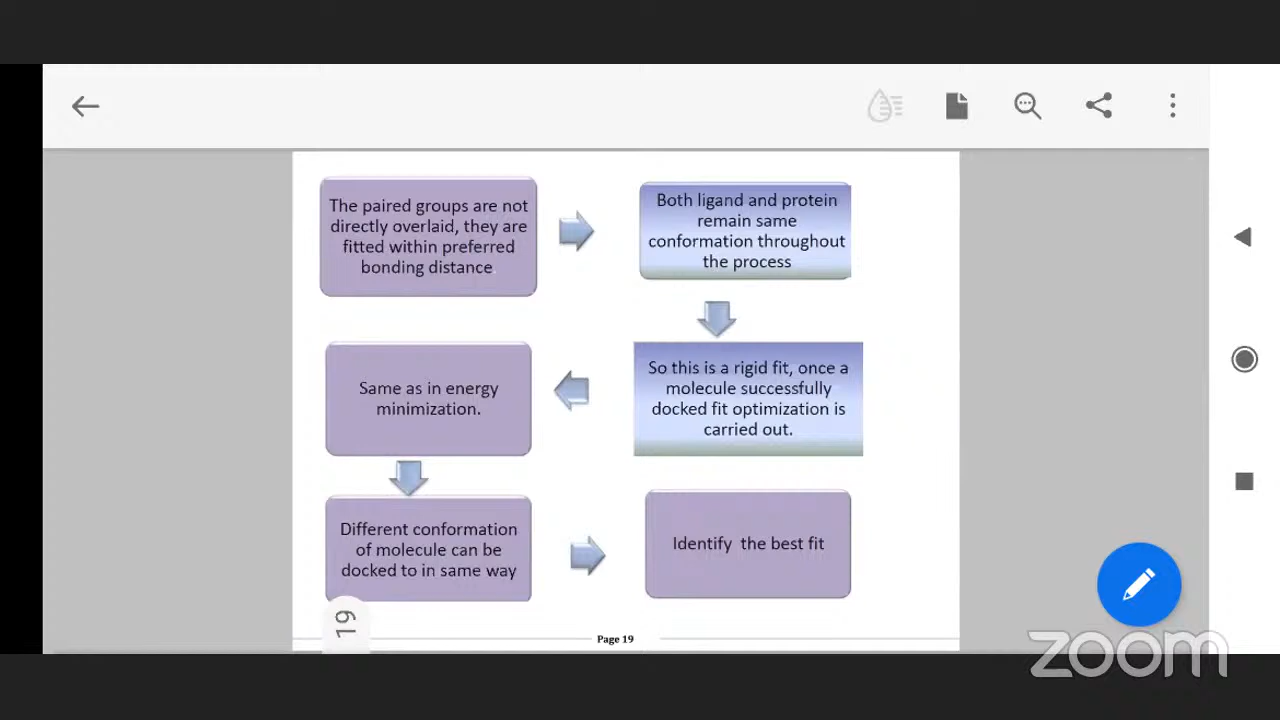 The paired groups are not
directly overlaid, they are
fitted within preferred
bonding distance.
Both ligand and protein
remain same
conformation throughout
the process
So this is a rigid fit, once a
molecule successfully
docked fit optimization is
carried out.
Same as in energy
minimization.
Different conformation
of molecule can be
docked to in same way
Identify the best fit
19
Page 19
zoom